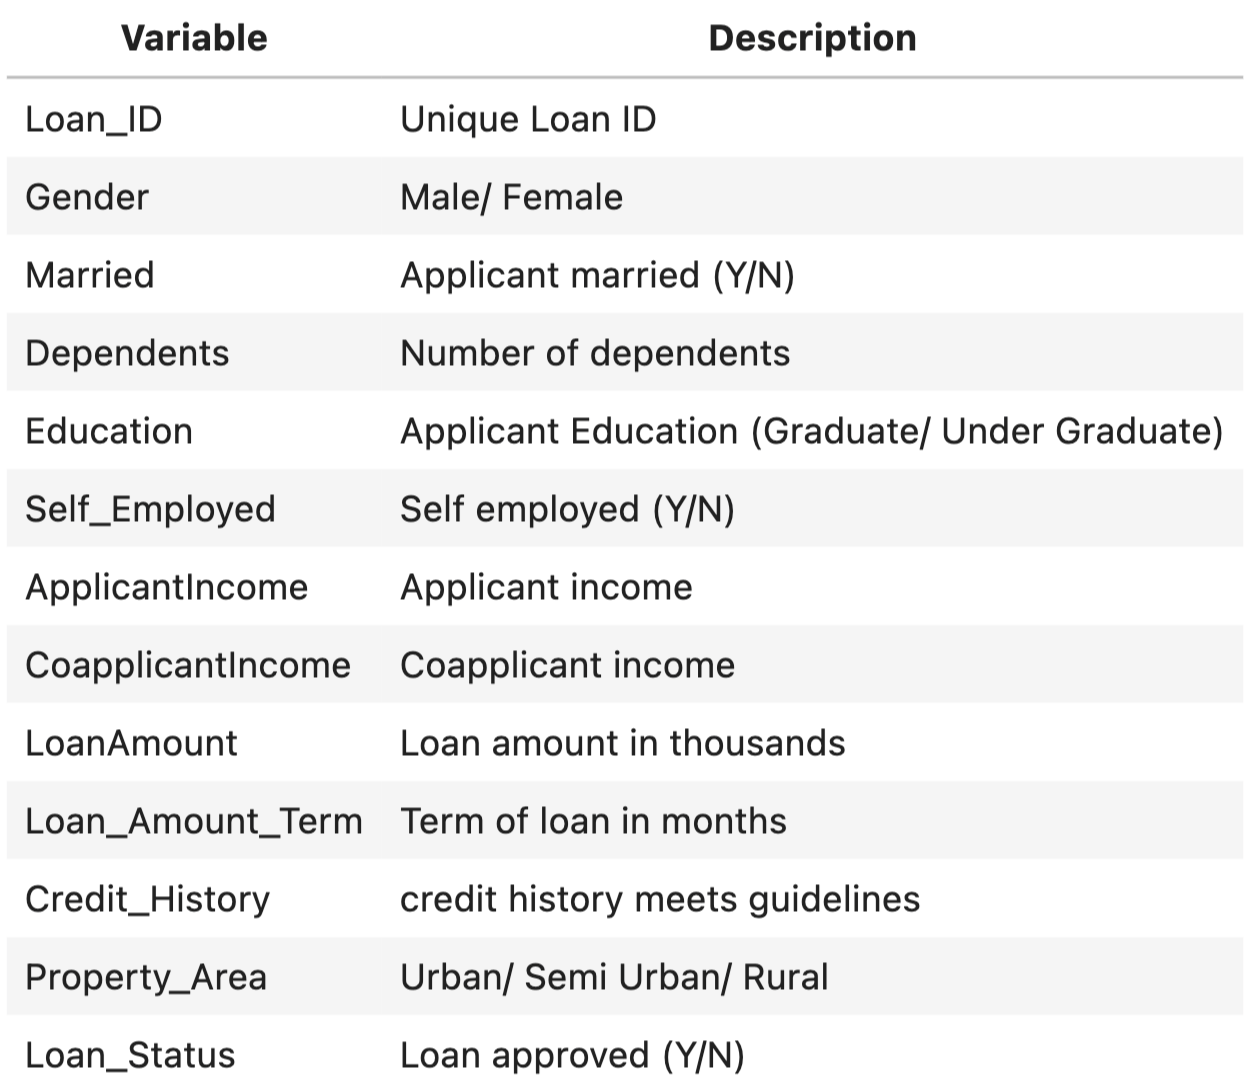 Variable Description
Loan_ID Unique Loan ID
Gender Male/ Female
Married Applicant married (Y/N)
Dependents Number of dependents
Education Applicant Education (Graduate/ Under Graduate)
Self_Employed Self employed (Y/N)
ApplicantIncome Applicant income
CoapplicantIncome Coapplicant income
LoanAmount Loan amount in thousands
Loan_Amount_Term Term of loan in months
Credit_History credit history meets guidelines
Property_Area Urban/ Semi Urban/ Rural
Loan_Status Loan approved (Y/N)